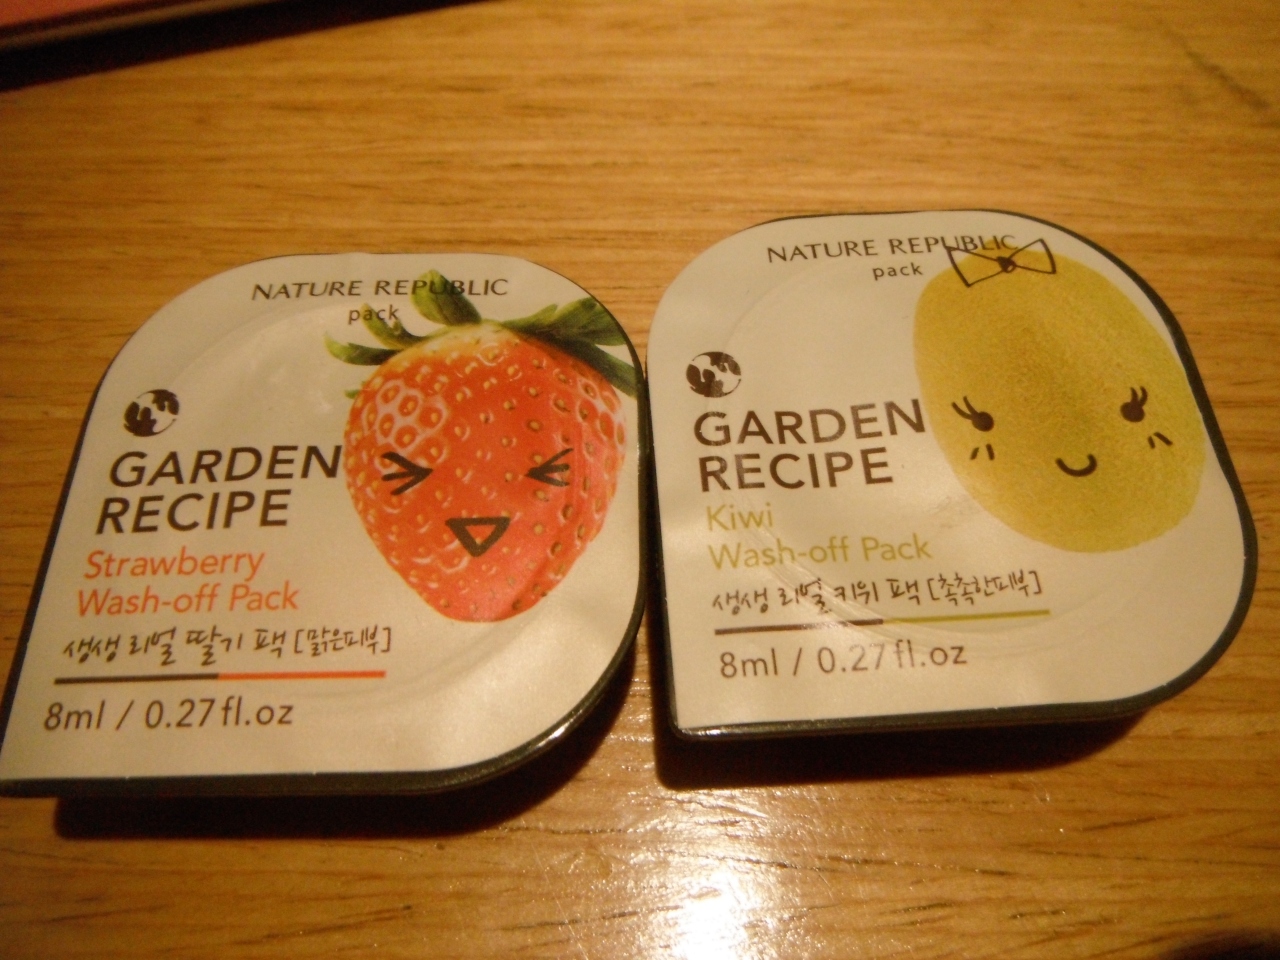 NATURE REPUBLIC
pack
GARDEN
RECIPE
Strawberry
Wash-off Pack
생생 리얼 딸기 팩 [맑은피부]
8ml / 0.27fl.oz
NATURE REPUBLIC
pack
GARDEN
RECIPE
Kiwi
Wash-off Pack
생생 리얼 키위 팩 [촉촉한피부]
8ml / 0.27fl.oz